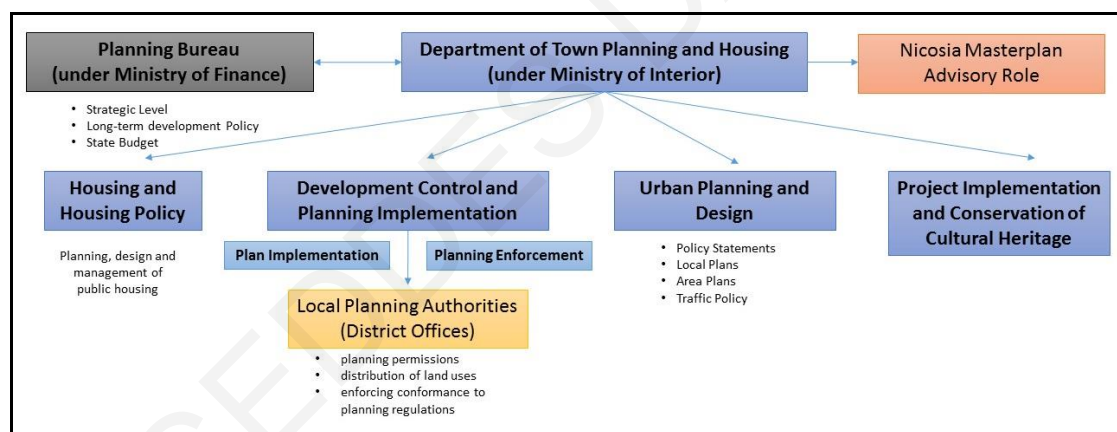 Planning Bureau
(under Ministry of Finance)
Department of Town Planning and Housing
(under Ministry of Interior)
Nicosia Masterplan
Advisory Role
• Strategic Level
• Long-term development Policy
• State Budget
Housing and
Housing Policy
Development Control and
Planning Implementation
Urban Planning and
Design
Project Implementation
and Conservation of
Cultural Heritage
Planning, design and
management of
public housing
Plan Implementation
Planning Enforcement
• Policy Statements
• Local Plans
• Area Plans
• Traffic Policy
Local Planning Authorities
(District Offices)
• planning permissions
• distribution of land uses
• enforcing conformance to
planning regulations